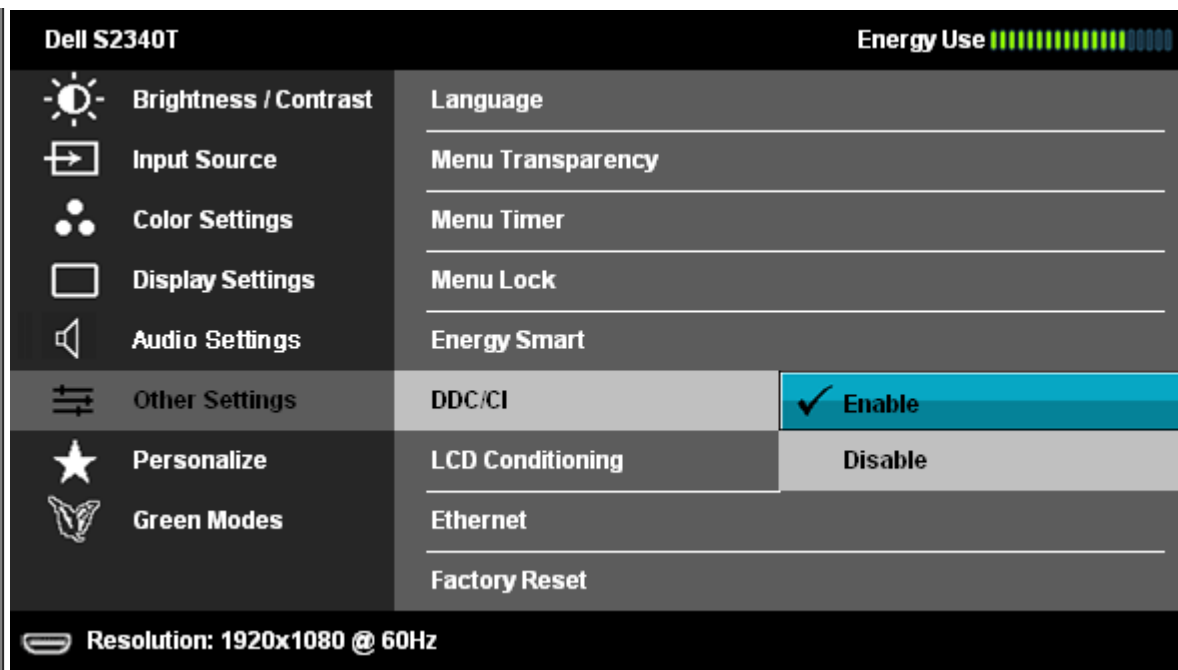 Dell S2340T Energy Use
Brightness / Contrast Language
Input Source Menu Transparency
Color Settings Menu Timer
Display Settings Menu Lock
Audio Settings Energy Smart
Other Settings DDC/CI Enable
Personalize LCD Conditioning Disable
Green Modes Ethernet
Factory Reset
Resolution: 1920x1080 @ 60Hz